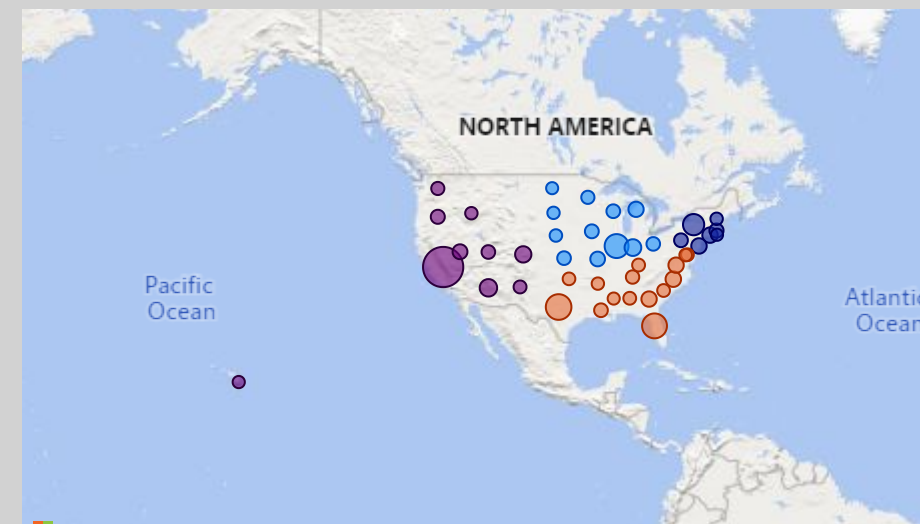 NORTH AMERICA
Pacific
Ocean
Atlantic
Ocean